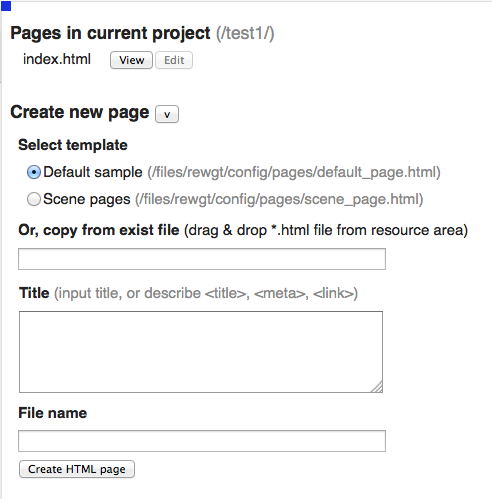 Pages in current project (/test1/)
index.html View Edit
Create new page v
Select template
Default sample (/files/rewgt/config/pages/default_page.html)
Scene pages (/files/rewgt/config/pages/scene_page.html)
Or, copy from exist file (drag & drop *.html file from resource area)
Title (input title, or describe <title>, <meta>, <link>)
File name
Create HTML page